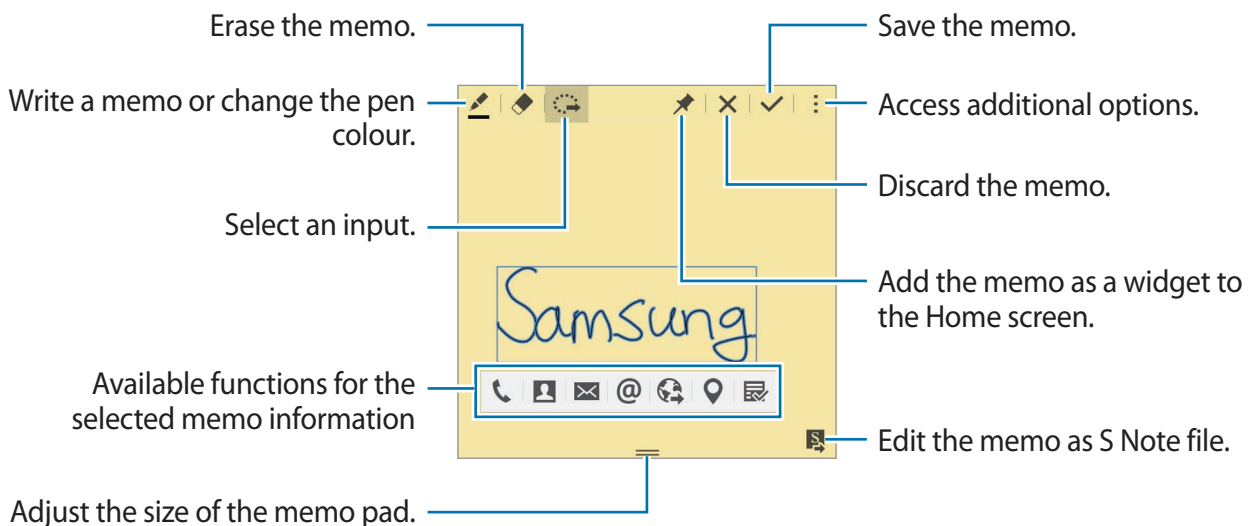 Erase the memo.
Save the memo.
Write a memo or change the pen
colour.
Access additional options.
Discard the memo.
Select an input.
Add the memo as a widget to
the Home screen.
Samsung
Available functions for the
selected memo information
@
S
Edit the memo as S Note file.
Adjust the size of the memo pad.